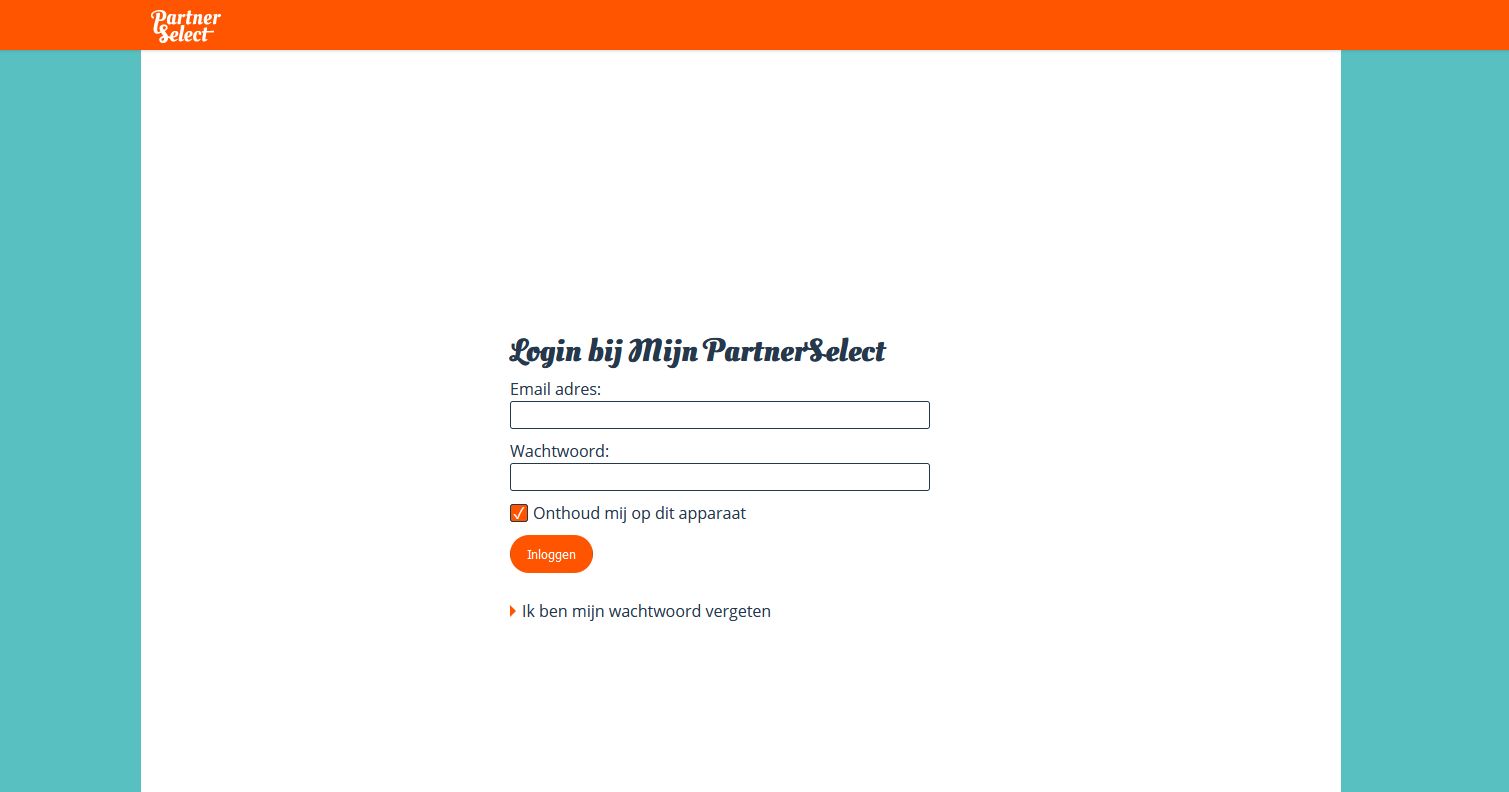 Partner
Select
Login bij Mijn PartnerSelect
Email adres:
Wachtwoord:
Onthoud mij op dit apparaat
Inloggen
Ik ben mijn wachtwoord vergeten